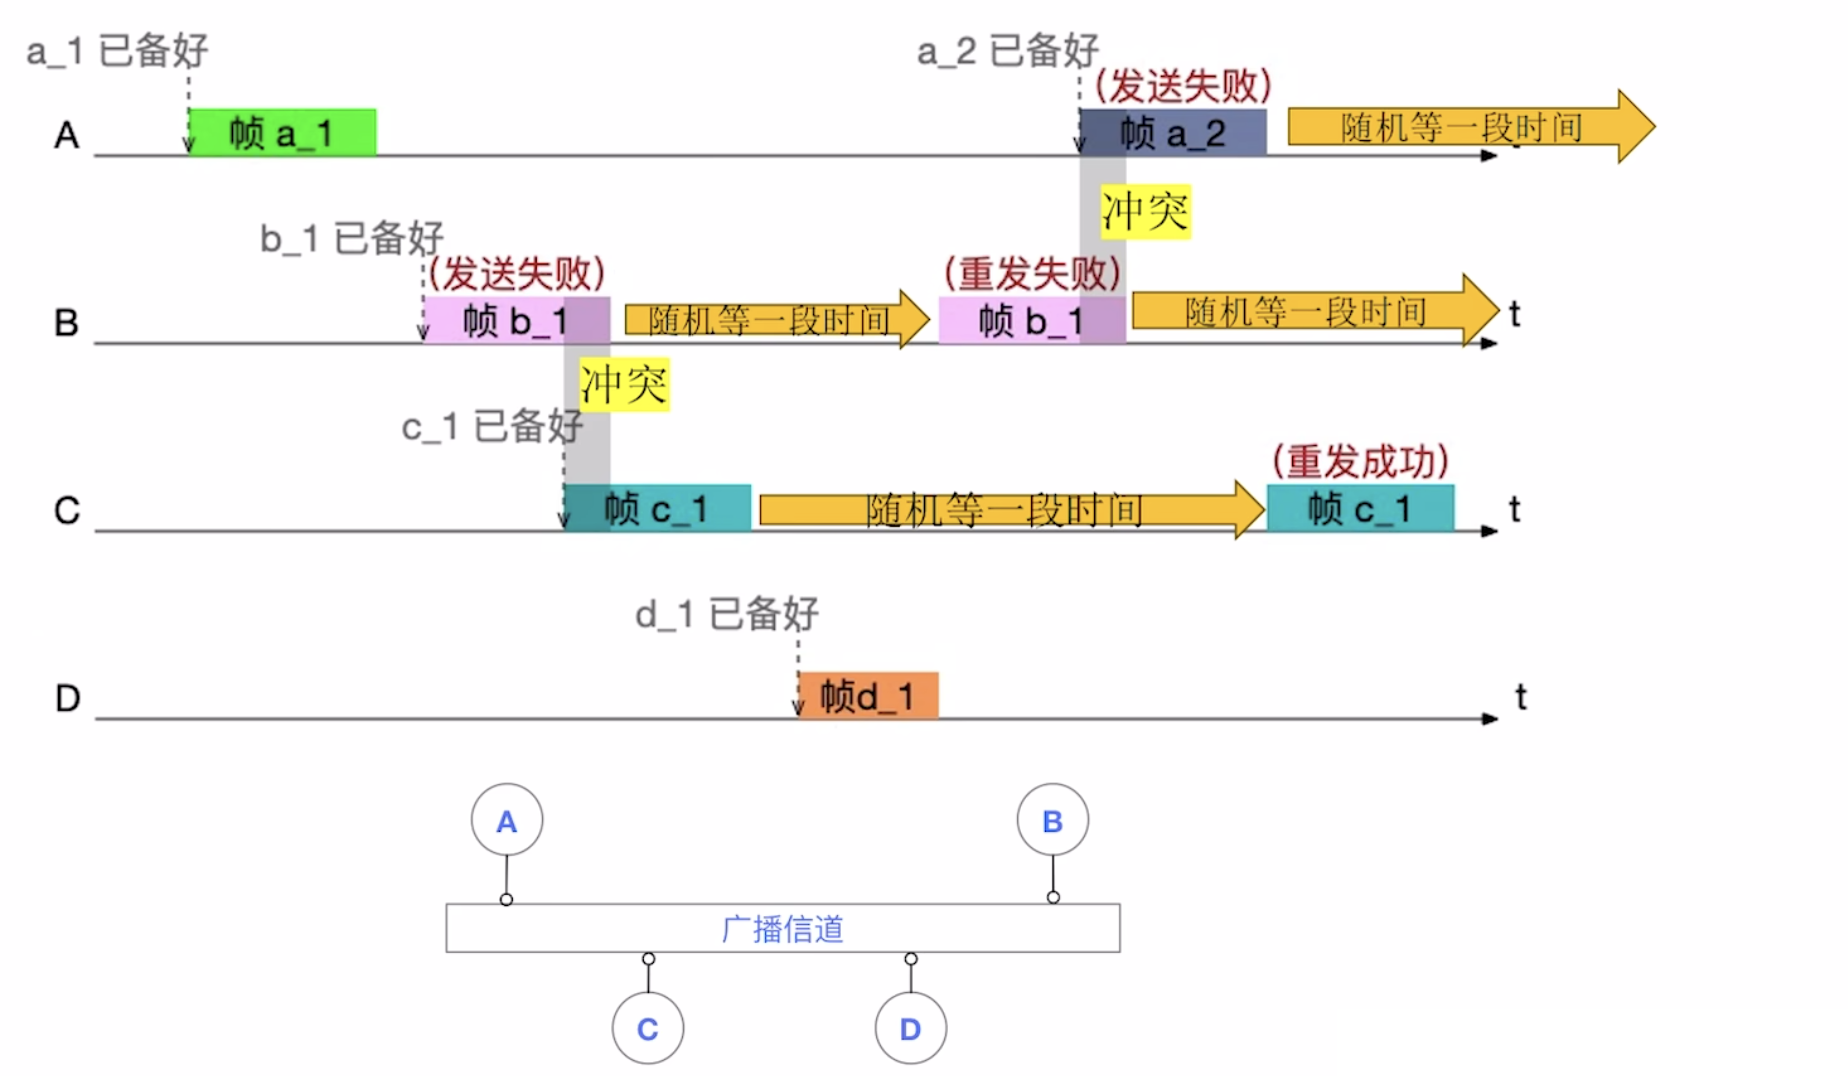 a_1 已备好
a_2 已备好
(发送失败)
A
帧 a_1
帧 a_2
随机等一段时间
冲突
b_1 已备好
(发送失败)
(重发失败)
B
帧 b_1
随机等一段时间
帧 b_1
随机等一段时间
t
冲突
c_1 已备好
(重发成功)
C
帧 c_1
随机等一段时间
帧 c_1
t
d_1 已备好
D
帧d_1
t
A
B
广播信道
C
D